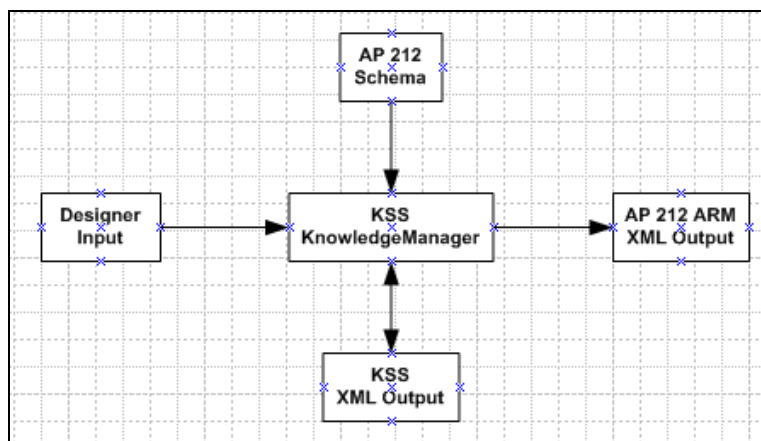 AP 212
Schema
Designer
Input
KSS
KnowledgeManager
AP 212 ARM
XML Output
KSS
XML Output